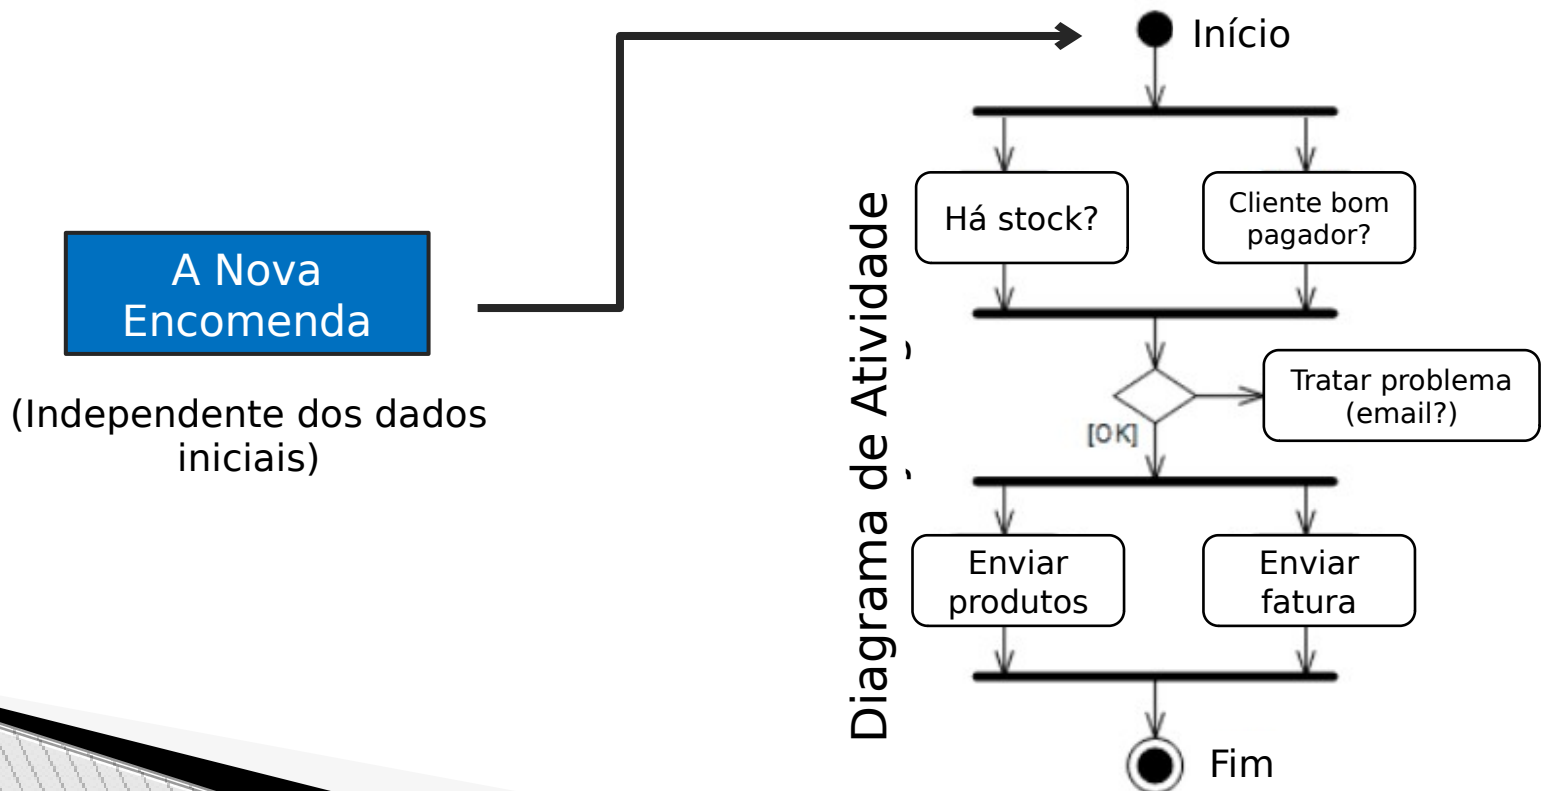 Início
Há stock?
Cliente bom
pagador?
A Nova
Encomenda
(Independente dos dados
iniciais)
Diagrama de Atividade
Tratar problema
(email?)
[OK]
Enviar
produtos
Enviar
fatura
Fim